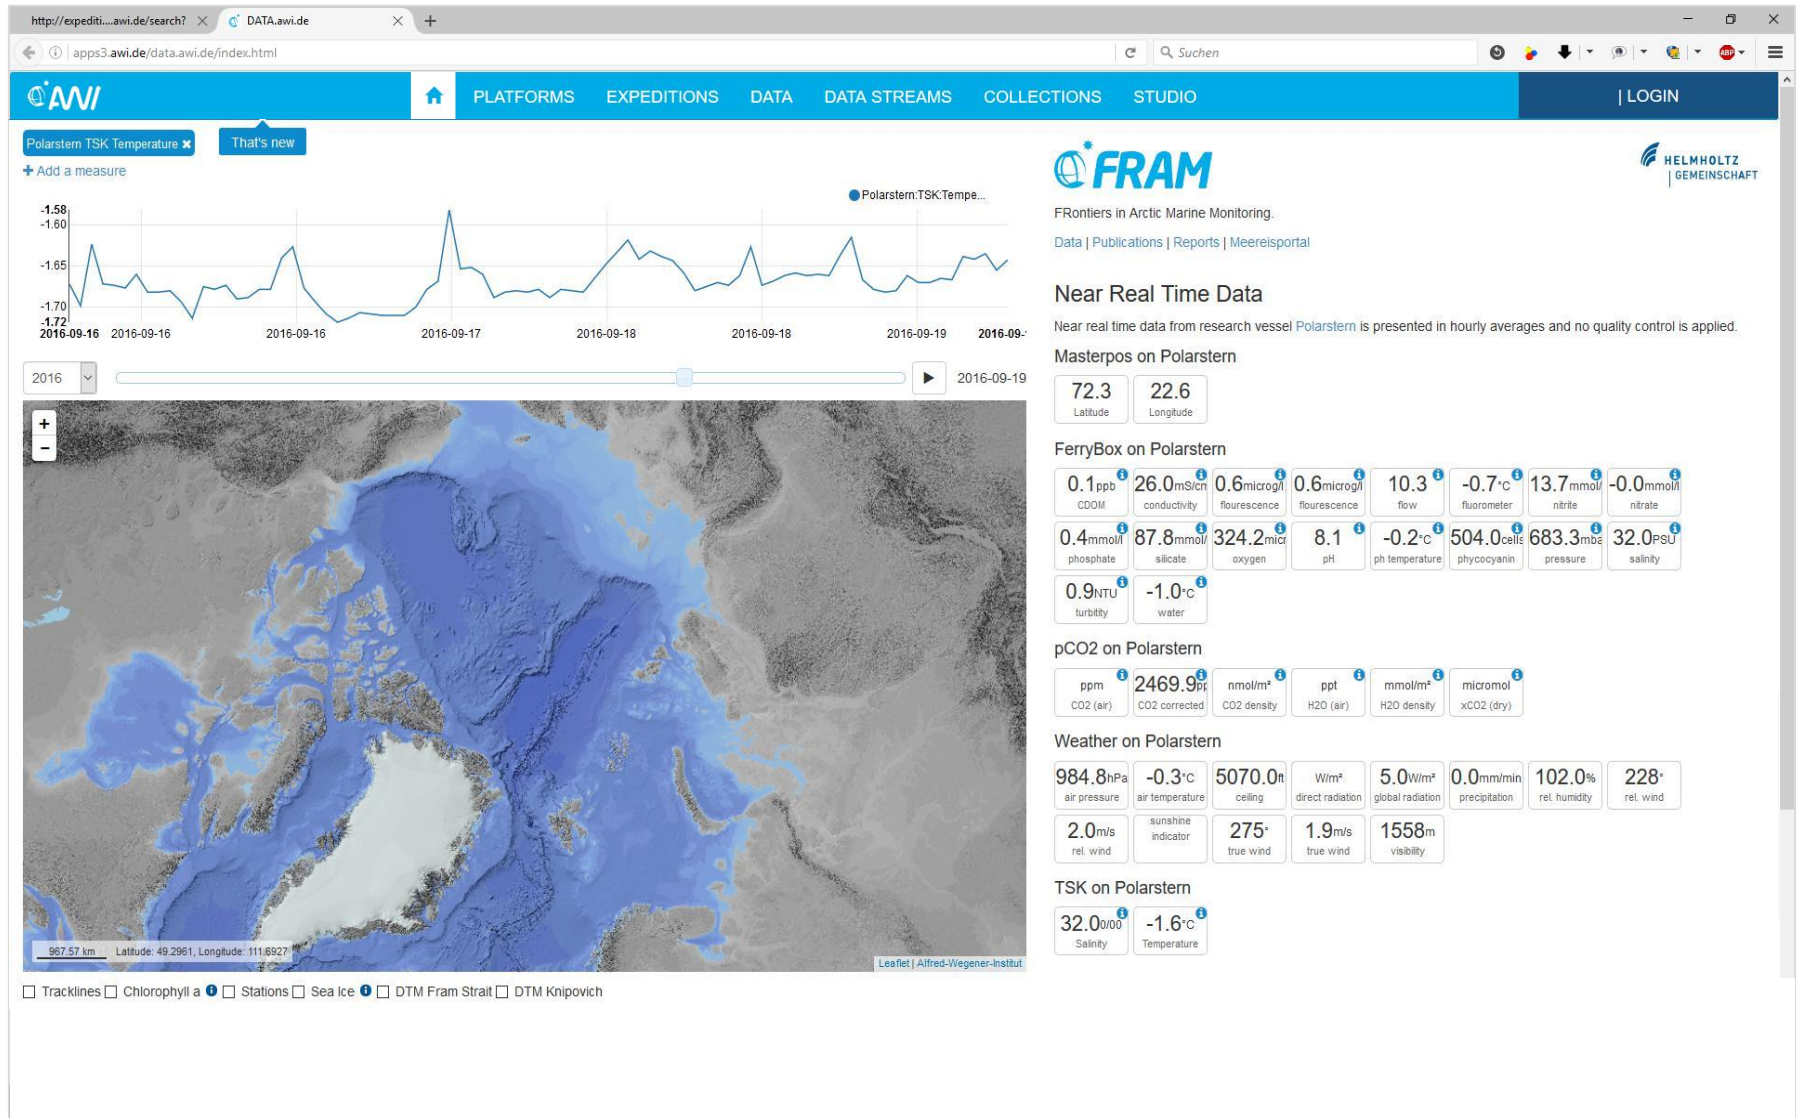 http://expediti....awi.de/search?
DATA.awi.de
apps3.awi.de/data.awi.de/index.html
Suchen
ABP
AWI
PLATFORMS EXPEDITIONS DATA DATA STREAMS COLLECTIONS STUDIO
| LOGIN
Polarstern TSK Temperature ✖
That's new
+ Add a measure
Polarstern:TSK:Tempe...
-1.58
-1.60
-1.65
-1.70
-1.72
2016-09-16 2016-09-16 2016-09-16 2016-09-17 2016-09-18 2016-09-18 2016-09-19 2016-09-
2016
2016-09-19
+
−
967.57 km Latitude: 49.2961, Longitude: 111.6927
Leaflet | Alfred-Wegener-Institut
Tracklines Chlorophyll a Stations Sea Ice DTM Fram Strait DTM Knipovich
FRAM
HELMHOLTZ
| GEMEINSCHAFT
FRontiers in Arctic Marine Monitoring.
Data | Publications | Reports | Meereisportal
Near Real Time Data
Near real time data from research vessel Polarstern is presented in hourly averages and no quality control is applied.
Masterpos on Polarstern
72.3 22.6
Latitude Longitude
FerryBox on Polarstern
0.1ppb 26.0mS/cm 0.6microg/l 0.6microg/l 10.3 -0.7°C 13.7mmol/ -0.0mmol/l
CDOM conductivity flourescence flourescence flow fluorometer nitrite nitrate
0.4mmol/l 87.8mmol/ 324.2micr 8.1 -0.2°C 504.0cells 683.3mba 32.0PSU
phosphate silicate oxygen pH ph temperature phycocyanin pressure salinity
0.9NTU -1.0°C
turbitity water
pCO2 on Polarstern
ppm 2469.9pp nmol/m² ppt mmol/m² micromol
CO2 (air) CO2 corrected CO2 density H2O (air) H2O density xCO2 (dry)
Weather on Polarstern
984.8hPa -0.3°C 5070.0ft W/m² 5.0W/m² 0.0mm/min 102.0% 228°
air pressure air temperature ceiling direct radiation global radiation precipitation rel. humidity rel. wind
2.0m/s sunshine indicator 275° 1.9m/s 1558m
rel. wind true wind true wind visibility
TSK on Polarstern
32.00/00 -1.6°C
Salinity Temperature